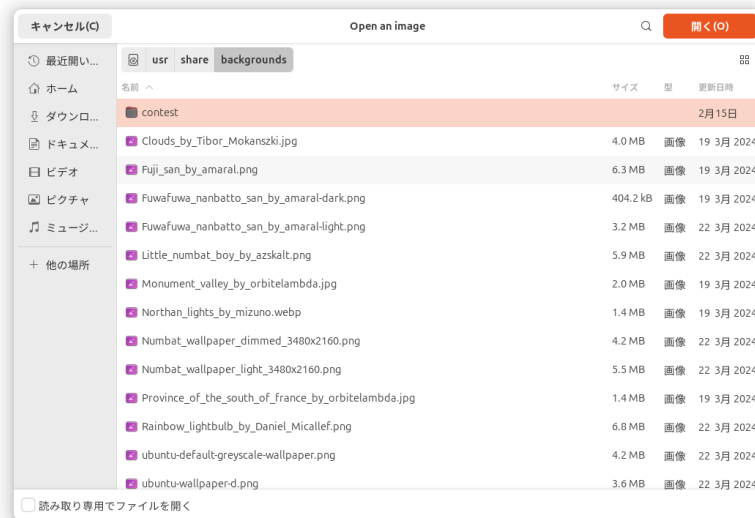 キャンセル(C) Open an image 開く(O)
最近開い... usr share backgrounds
ホーム 名前 サイズ 型 更新日時
ダウンロ... contest 2月15日
ドキュメ... Clouds_by_Tibor_Mokanszki.jpg 4.0 MB 画像 19 3月 2024
ビデオ Fuji_san_by_amaral.png 6.3 MB 画像 19 3月 2024
ピクチャ Fuwafuwa_nanbatto_san_by_amaral-dark.png 404.2 kB 画像 19 3月 2024
ミュージ... Fuwafuwa_nanbatto_san_by_amaral-light.png 3.2 MB 画像 22 3月 2024
他の場所 Little_numbat_boy_by_azskalt.png 5.9 MB 画像 22 3月 2024
Monument_valley_by_orbitelambda.jpg 2.0 MB 画像 19 3月 2024
Northan_lights_by_mizuno.webp 1.4 MB 画像 19 3月 2024
Numbat_wallpaper_dimmed_3480x2160.png 4.2 MB 画像 22 3月 2024
Numbat_wallpaper_light_3480x2160.png 5.5 MB 画像 22 3月 2024
Province_of_the_south_of_france_by_orbitelambda.jpg 1.4 MB 画像 19 3月 2024
Rainbow_lightbulb_by_Daniel_Micallef.png 6.8 MB 画像 22 3月 2024
ubuntu-default-greyscale-wallpaper.png 4.2 MB 画像 22 3月 2024
ubuntu-wallpaper-d.png 3.6 MB 画像 22 3月 2024
読み取り専用でファイルを開く